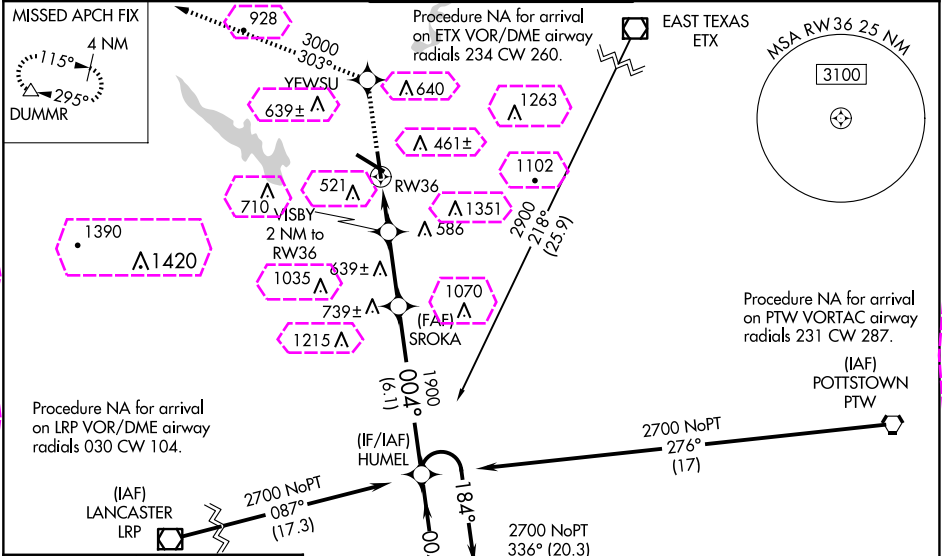 MISSED APCH FIX
4 NM
115°
295°
DUMMR
928
3000
303°
YEWSU
639±
640
Procedure NA for arrival
on ETX VOR/DME airway
radials 234 CW 260.
EAST TEXAS
ETX
MSA RW36 25 NM
3100
1263
461±
1102
521
RW36
710
VISBY
2 NM to
RW36
1351
586
2900
218°
(25.9)
1390
1420
639±
1035
1070
739±
(FAF)
SROKA
1215
Procedure NA for arrival
on PTW VORTAC airway
radials 231 CW 287.
(IAF)
POTTSTOWN
PTW
1900
004°
(6.1)
Procedure NA for arrival
on LRP VOR/DME airway
radials 030 CW 104.
(IF/IAF)
HUMEL
2700 NoPT
276°
(17)
(IAF)
LANCASTER
LRP
2700 NoPT
087°
(17.3)
184°
2700 NoPT
336° (20.3)